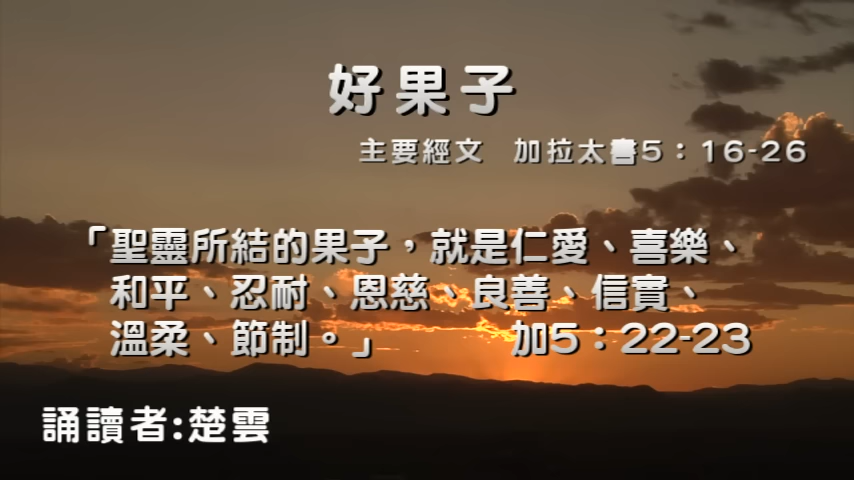 好果子
主要經文 加拉太書5：16-26
「聖靈所結的果子，就是仁愛、喜樂、
和平、忍耐、恩慈、良善、信實、
溫柔、節制。」 加5：22-23
誦讀者:楚雲